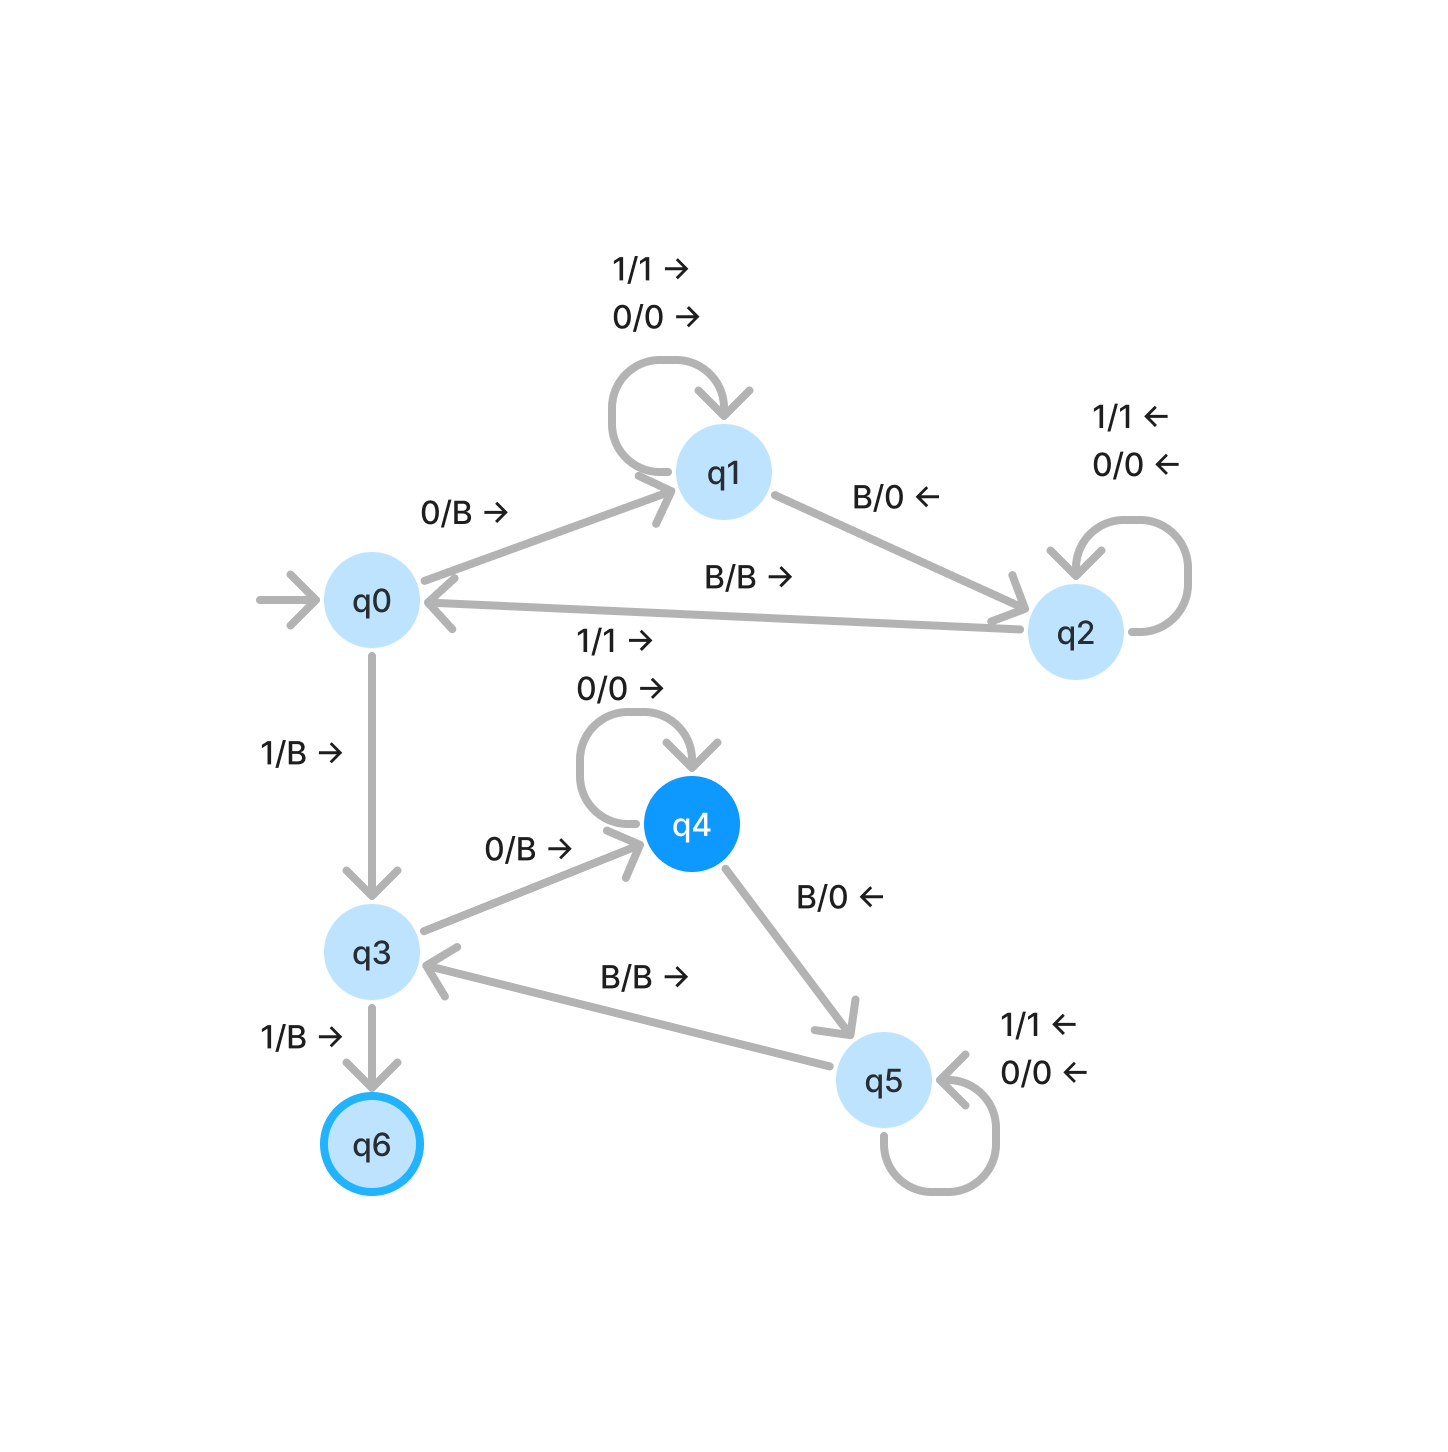 1/1 →
0/0 →
1/1 ←
0/0 ←
q1
B/0 ←
0/B →
B/B →
q0
q2
1/1 →
0/0 →
1/B →
q4
0/B →
B/0 ←
q3
B/B →
1/1 ←
0/0 ←
1/B →
q5
q6